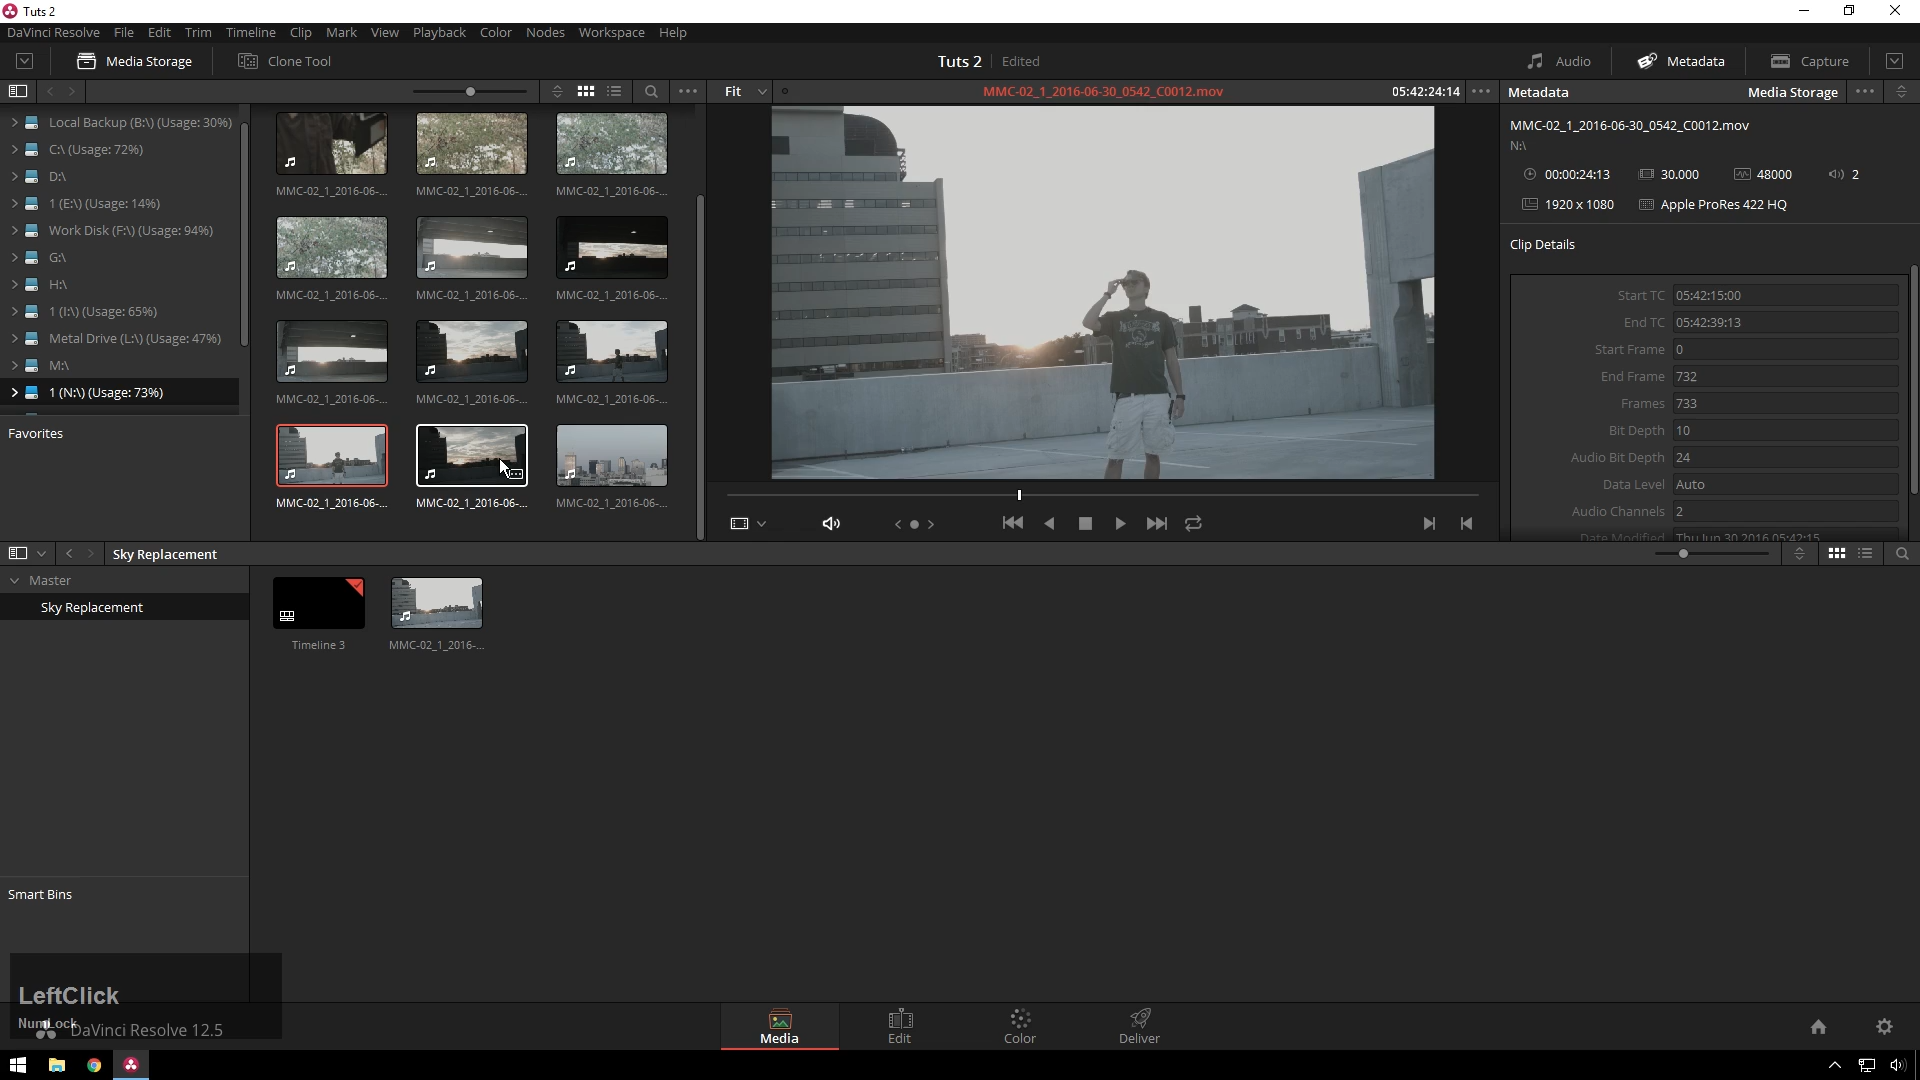 Tuts 2
DaVinci Resolve File Edit Trim Timeline Clip Mark View Playback Color Nodes Workspace Help
Media Storage Clone Tool Tuts 2 Edited Audio Metadata Capture
Fit MMC-02_1_2016-06-30_0542_C0012.mov 05:42:24:14 Metadata Media Storage
Local Backup (B:\) (Usage: 30%)
C:\ (Usage: 72%)
D:\
1 (E:\) (Usage: 14%)
Work Disk (F:\) (Usage: 94%)
G:\
H:\
1 (I:\) (Usage: 65%)
Metal Drive (L:\) (Usage: 47%)
M:\
1 (N:\) (Usage: 73%)
Favorites
MMC-02_1_2016-06-... MMC-02_1_2016-06-... MMC-02_1_2016-06-...
MMC-02_1_2016-06-... MMC-02_1_2016-06-... MMC-02_1_2016-06-...
MMC-02_1_2016-06-... MMC-02_1_2016-06-... MMC-02_1_2016-06-...
MMC-02_1_2016-06-... MMC-02_1_2016-06-... MMC-02_1_2016-06-...
MMC-02_1_2016-06-30_0542_C0012.mov
N:\
00:00:24:13 30.000 48000 2
1920 x 1080 Apple ProRes 422 HQ
Clip Details
Start TC 05:42:15:00
End TC 05:42:39:13
Start Frame 0
End Frame 732
Frames 733
Bit Depth 10
Audio Bit Depth 24
Data Level Auto
Audio Channels 2
Date Modified Thu Jun 30 2016 05:42:15
Sky Replacement
Master
Sky Replacement
Timeline 3 MMC-02_1_2016-...
Smart Bins
LeftClick
NumLock
DaVinci Resolve 12.5
Media Edit Color Deliver